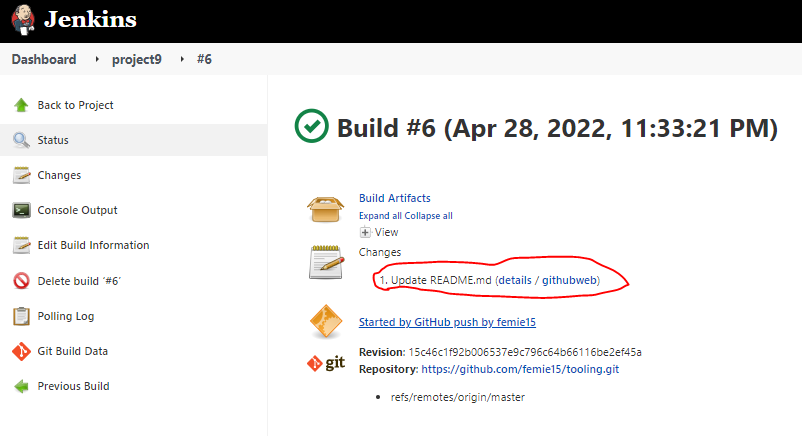 Jenkins
Dashboard project9 #6
Back to Project
Status
Changes
Console Output
Edit Build Information
Delete build ‘#6’
Polling Log
Git Build Data
Previous Build
Build #6 (Apr 28, 2022, 11:33:21 PM)
Build Artifacts
Expand all Collapse all
View
Changes
1. Update README.md (details / githubweb)
Started by GitHub push by femie15
git
Revision: 15c46c1f92b006537e9c796c64b66116be2ef45a
Repository: https://github.com/femie15/tooling.git
refs/remotes/origin/master